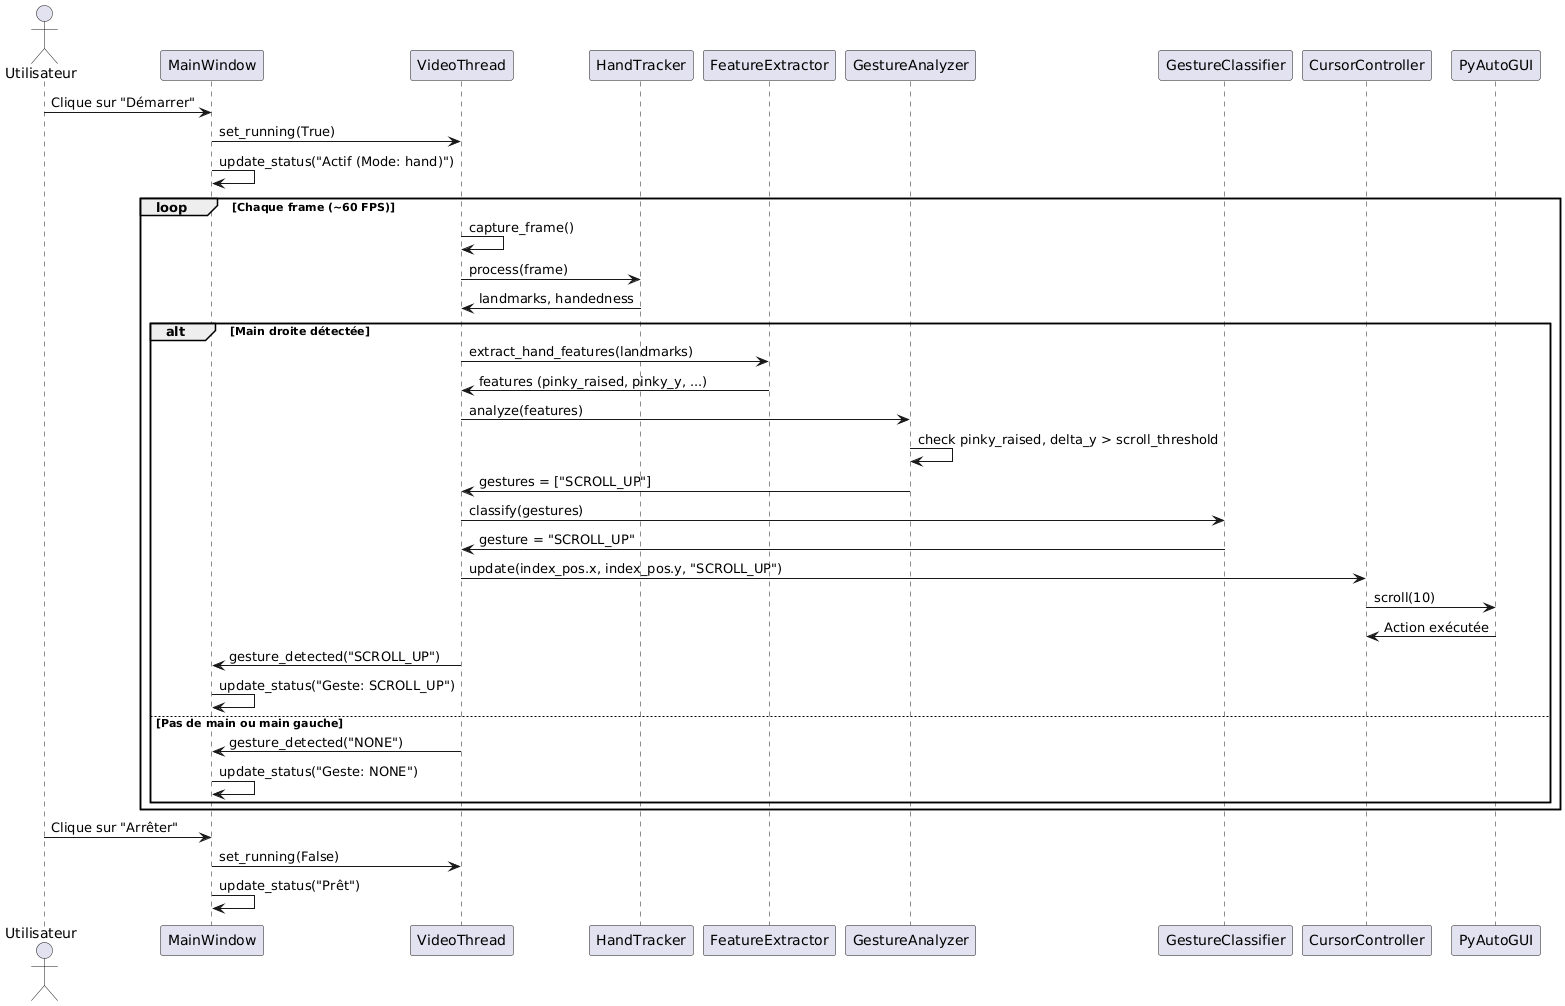 Utilisateur
MainWindow
VideoThread
HandTracker
FeatureExtractor
GestureAnalyzer
GestureClassifier
CursorController
PyAutoGUI
Clique sur "Démarrer"
set_running(True)
update_status("Actif (Mode: hand)")
loop
[Chaque frame (~60 FPS)]
capture_frame()
process(frame)
landmarks, handedness
alt
[Main droite détectée]
extract_hand_features(landmarks)
features (pinky_raised, pinky_y, ...)
analyze(features)
check pinky_raised, delta_y > scroll_threshold
gestures = ["SCROLL_UP"]
classify(gestures)
gesture = "SCROLL_UP"
update(index_pos.x, index_pos.y, "SCROLL_UP")
scroll(10)
Action exécutée
gesture_detected("SCROLL_UP")
update_status("Geste: SCROLL_UP")
[Pas de main ou main gauche]
gesture_detected("NONE")
update_status("Geste: NONE")
Clique sur "Arrêter"
set_running(False)
update_status("Prêt")
Utilisateur
MainWindow
VideoThread
HandTracker
FeatureExtractor
GestureAnalyzer
GestureClassifier
CursorController
PyAutoGUI